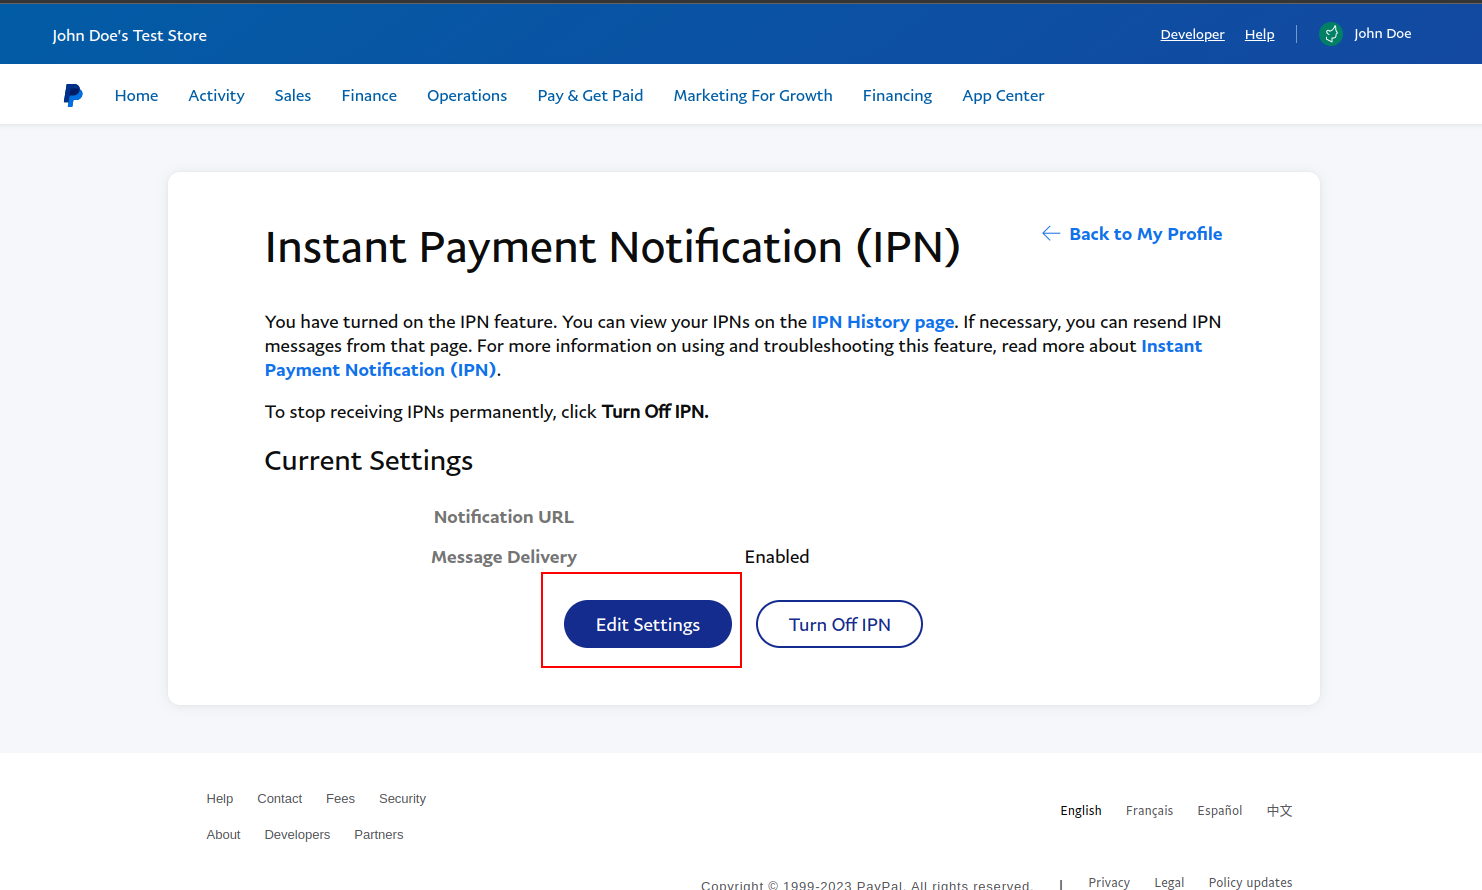 John Doe's Test Store
Developer Help John Doe
Home Activity Sales Finance Operations Pay & Get Paid Marketing For Growth Financing App Center
Instant Payment Notification (IPN)
Back to My Profile
You have turned on the IPN feature. You can view your IPNs on the IPN History page. If necessary, you can resend IPN
messages from that page. For more information on using and troubleshooting this feature, read more about Instant
Payment Notification (IPN).
To stop receiving IPNs permanently, click Turn Off IPN.
Current Settings
Notification URL
Message Delivery Enabled
Edit Settings Turn Off IPN
Help Contact Fees Security
English Français Español 中文
About Developers Partners
Copyright © 1999-2023 PayPal. All rights reserved. | Privacy Legal Policy updates